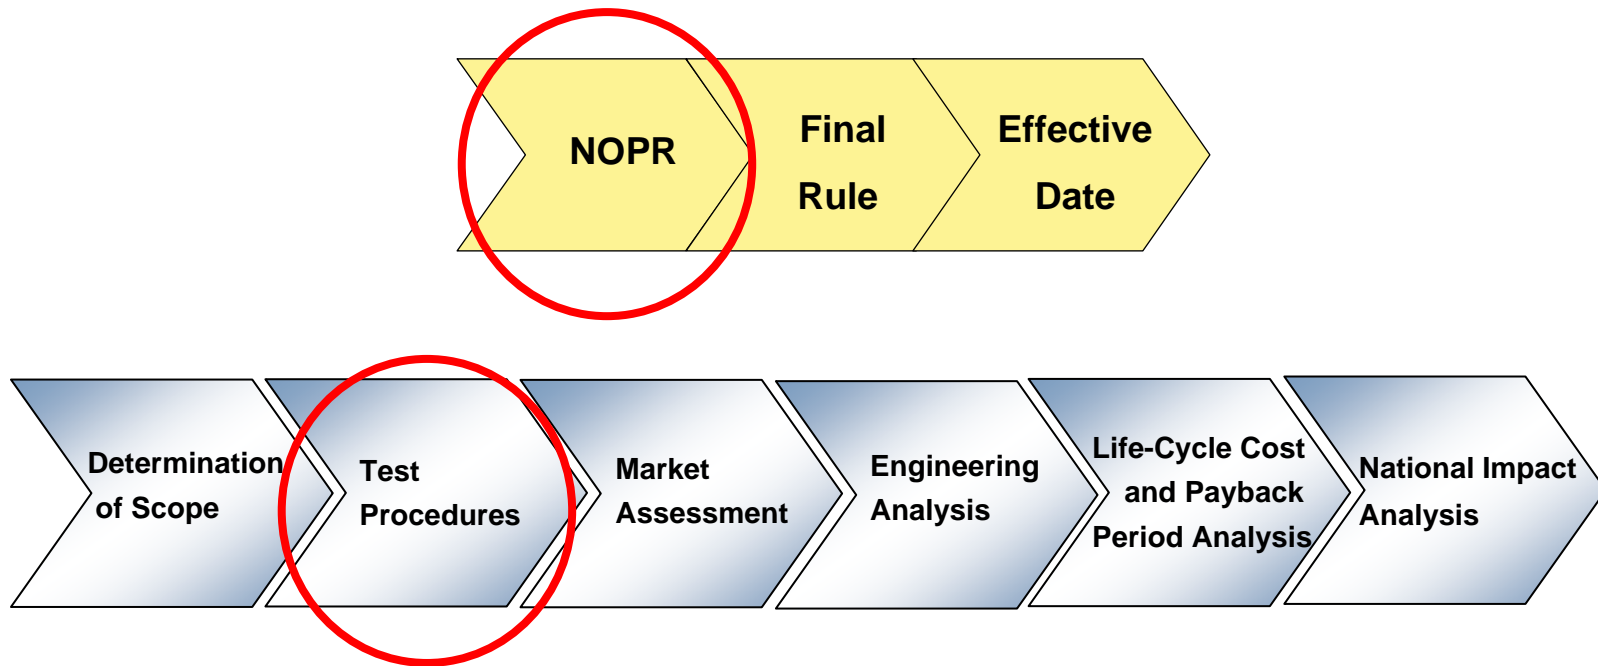 NOPR
Final
Rule
Effective
Date
Determination
of Scope
Test
Procedures
Market
Assessment
Engineering
Analysis
Life-Cycle Cost
and Payback
Period Analysis
National Impact
Analysis